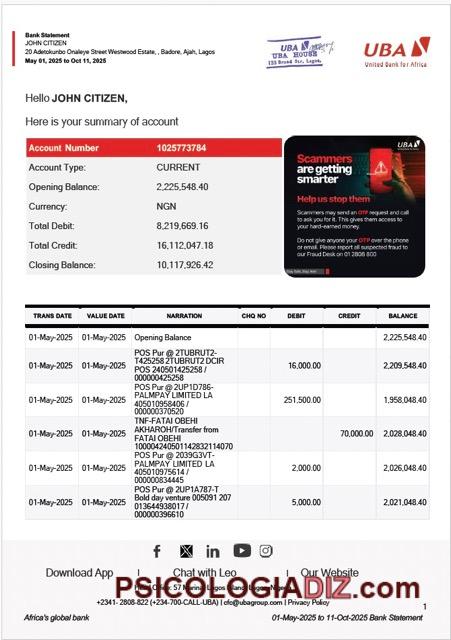 Bank Statement
JOHN CITIZEN
20 Adetokunbo Onaleye Street Westwood Estate, , Badore, Ajah, Lagos
May 01, 2025 to Oct 11, 2025
UBA
UBA HOUSE
UBA
United Bank for Africa
Hello JOHN CITIZEN,
Here is your summary of account
Account Number 1025773784
Account Type: CURRENT
Opening Balance: 2,225,548.40
Currency: NGN
Total Debit: 8,219,669.16
Total Credit: 16,112,047.18
Closing Balance: 10,117,926.42
UBA
Scammers
are getting
smarter
Help us stop them
Scammers may send an OTP request and call
to ask you for it. This gives them access to
your hard-earned money.
Do not give anyone your OTP over the phone
or email. Please report all suspected fraud to
our Fraud Desk on 01 2808 800
TRANS DATE VALUE DATE NARRATION CHQ NO DEBIT CREDIT BALANCE
01-May-2025 01-May-2025 Opening Balance 2,225,548.40
POS Pur @ 2TUBRUT2-
T425258 2TUBRUT2 DCIR
01-May-2025 01-May-2025 POS 240501425258 / 16,000.00 2,209,548.40
000000425258
POS Pur @ 2UP1D786-
PALMPAY LIMITED LA
01-May-2025 01-May-2025 405010958406 / 251,500.00 1,958,048.40
000000370520
TNF-FATAI OBEHI
AKHAROH/Transfer from
01-May-2025 01-May-2025 FATAI OBEHI 70,000.00 2,028,048.40
100004240501142832114070
POS Pur @ 2039G3VT-
PALMPAY LIMITED LA
01-May-2025 01-May-2025 405010975614 / 2,000.00 2,026,048.40
000000834445
POS Pur @ 2UP1A787-T
Bold day venture 005091 207
01-May-2025 01-May-2025 013644938017 / 5,000.00 2,021,048.40
000000396610
Download App | Chat with Leo | Our Website
PSICOLOGIADIZ.com
+2341- 2808-822 (+234-700-CALL-UBA) | cfc@ubagroup.com | Privacy Policy
1
Africa's global bank 01-May-2025 to 11-Oct-2025 Bank Statement